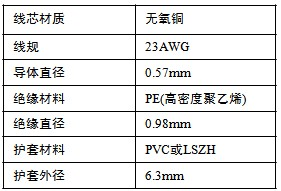 线芯材质 无氧铜
线规 23AWG
导体直径 0.57mm
绝缘材料 PE(高密度聚乙烯)
绝缘直径 0.98mm
护套材料 PVC或LSZH
护套外径 6.3mm